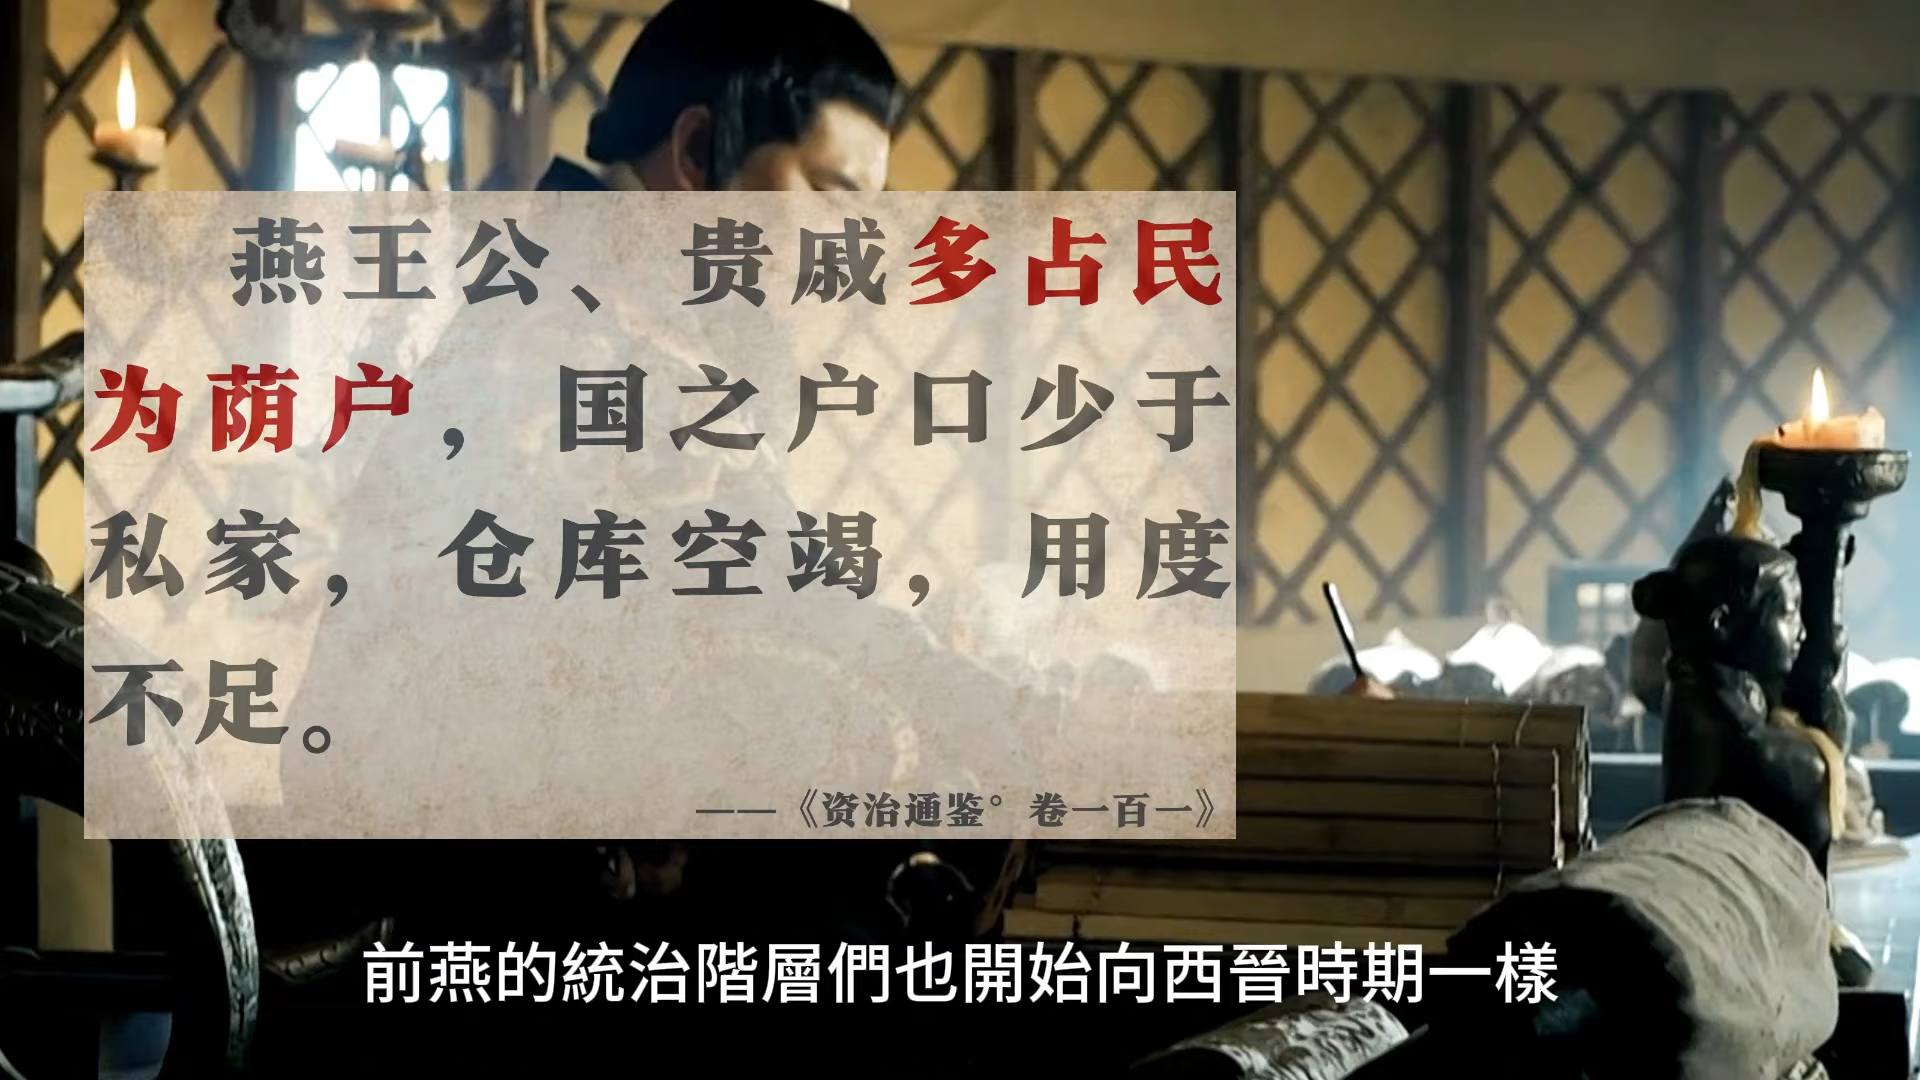 燕王公、贵戚多占民
为荫户，国之户口少于
私家，仓库空竭，用度
不足。
——《资治通鉴°卷一百一》
前燕的統治階層們也開始向西晉時期一樣